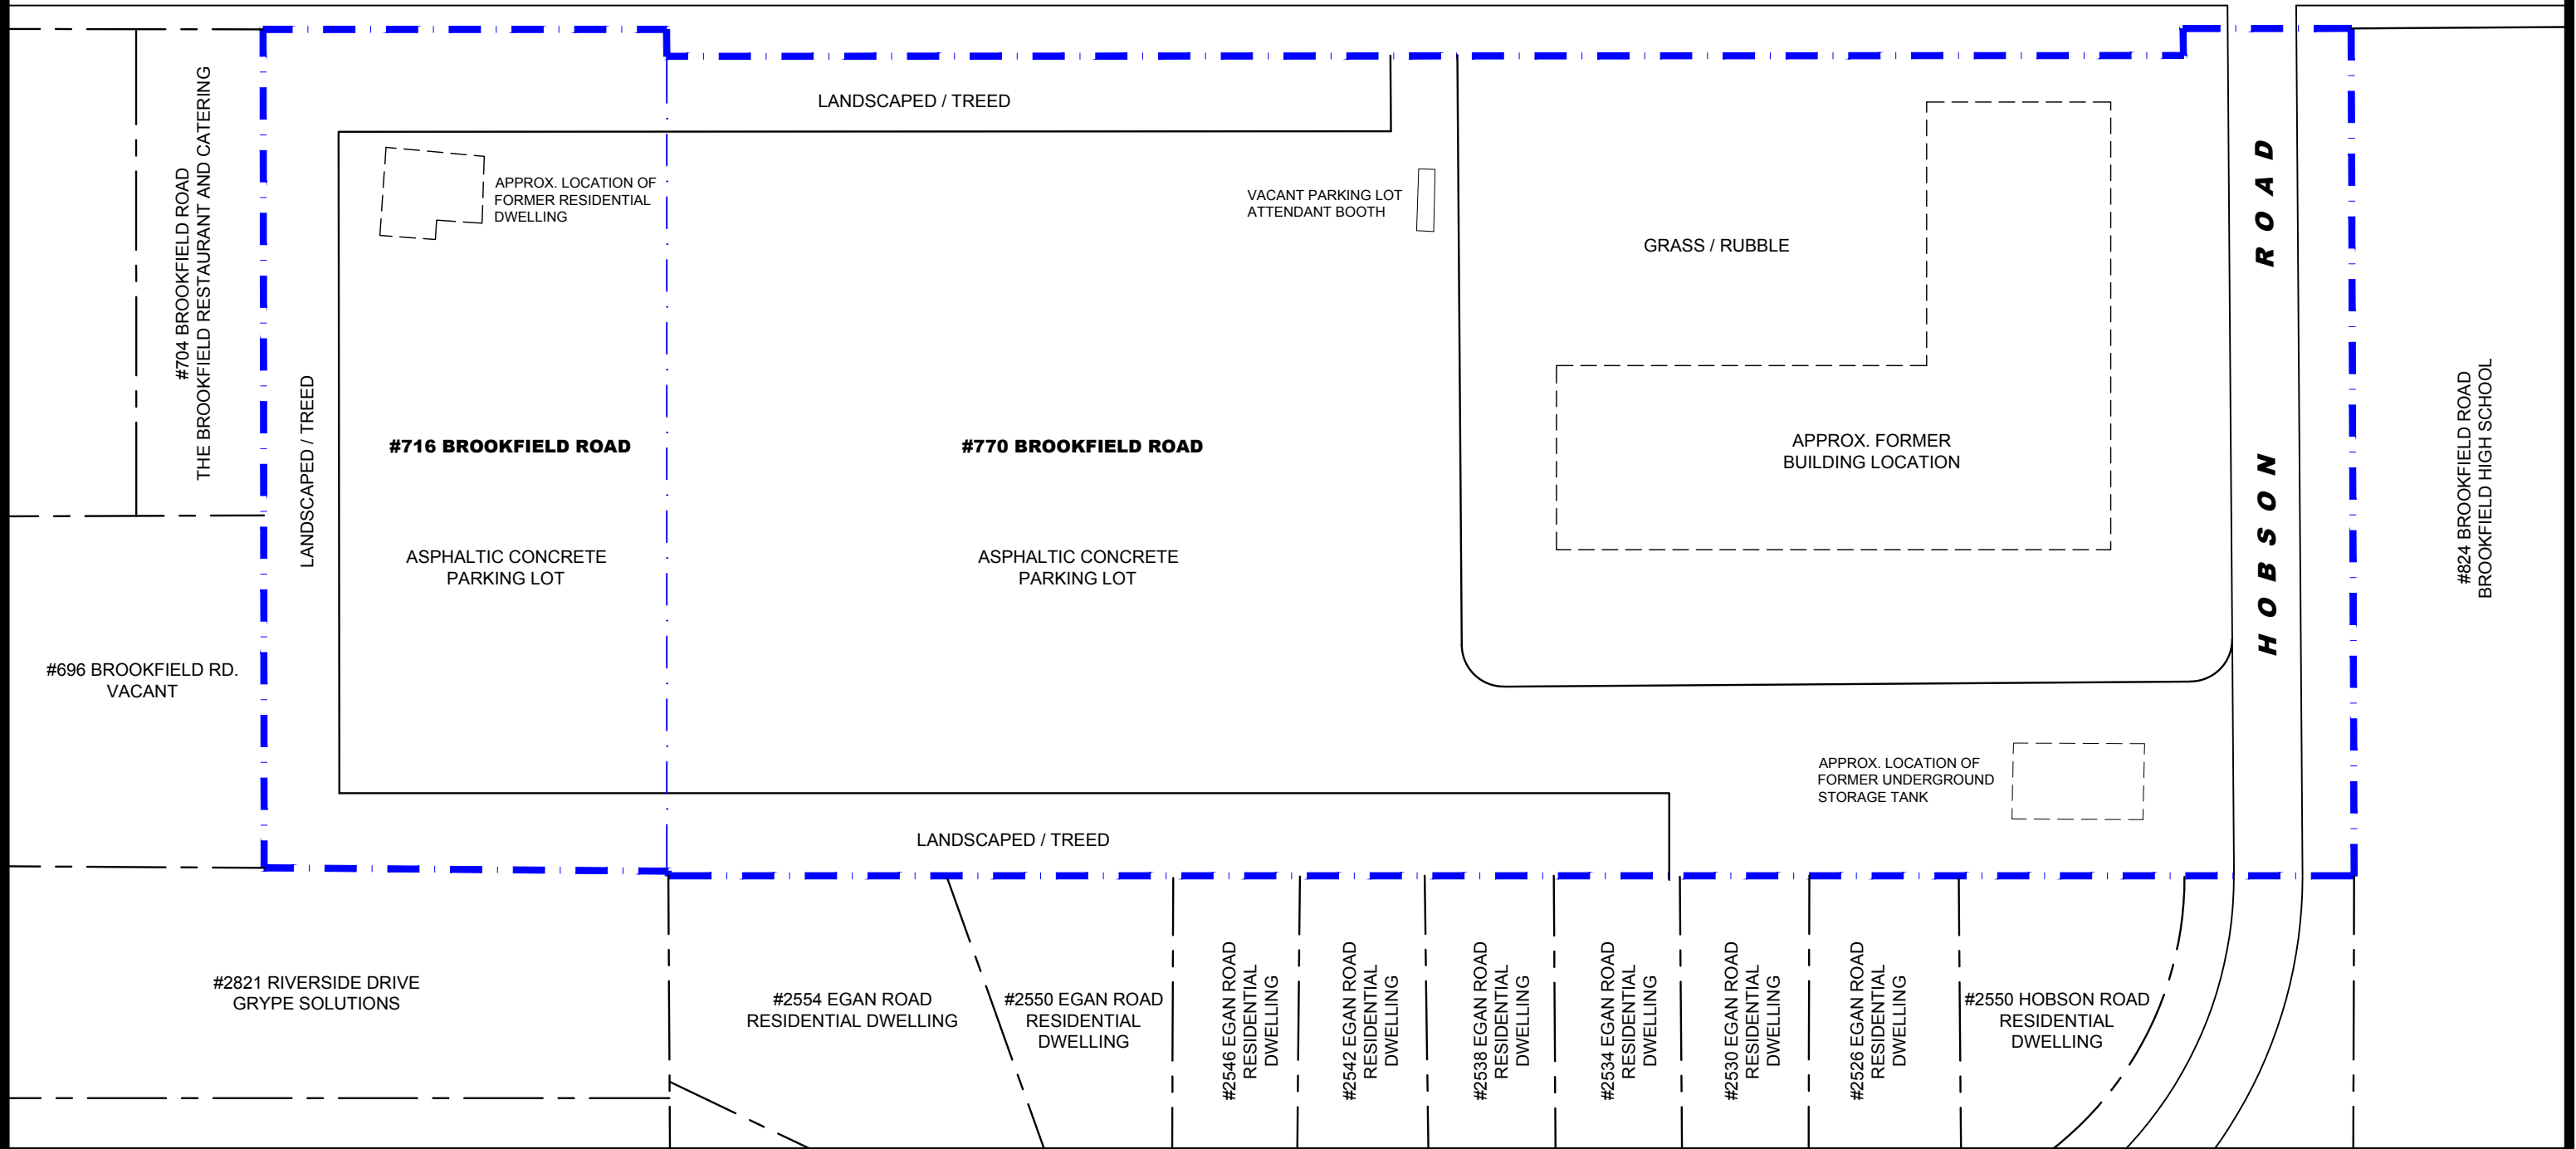 LANDSCAPED / TREED
#704 BROOKFIELD ROAD
THE BROOKFIELD RESTAURANT AND CATERING
APPROX. LOCATION OF
FORMER RESIDENTIAL
DWELLING
VACANT PARKING LOT
ATTENDANT BOOTH
GRASS / RUBBLE
HOBSON ROAD
LANDSCAPED / TREED
#716 BROOKFIELD ROAD
#770 BROOKFIELD ROAD
APPROX. FORMER
BUILDING LOCATION
#824 BROOKFIELD ROAD
BROOKFIELD HIGH SCHOOL
ASPHALTIC CONCRETE
PARKING LOT
ASPHALTIC CONCRETE
PARKING LOT
#696 BROOKFIELD RD.
VACANT
APPROX. LOCATION OF
FORMER UNDERGROUND
STORAGE TANK
LANDSCAPED / TREED
#2821 RIVERSIDE DRIVE
GRYPE SOLUTIONS
#2554 EGAN ROAD
RESIDENTIAL DWELLING
#2550 EGAN ROAD
RESIDENTIAL
DWELLING
#2546 EGAN ROAD
RESIDENTIAL
DWELLING
#2542 EGAN ROAD
RESIDENTIAL
DWELLING
#2538 EGAN ROAD
RESIDENTIAL
DWELLING
#2534 EGAN ROAD
RESIDENTIAL
DWELLING
#2530 EGAN ROAD
RESIDENTIAL
DWELLING
#2526 EGAN ROAD
RESIDENTIAL
DWELLING
#2550 HOBSON ROAD
RESIDENTIAL
DWELLING